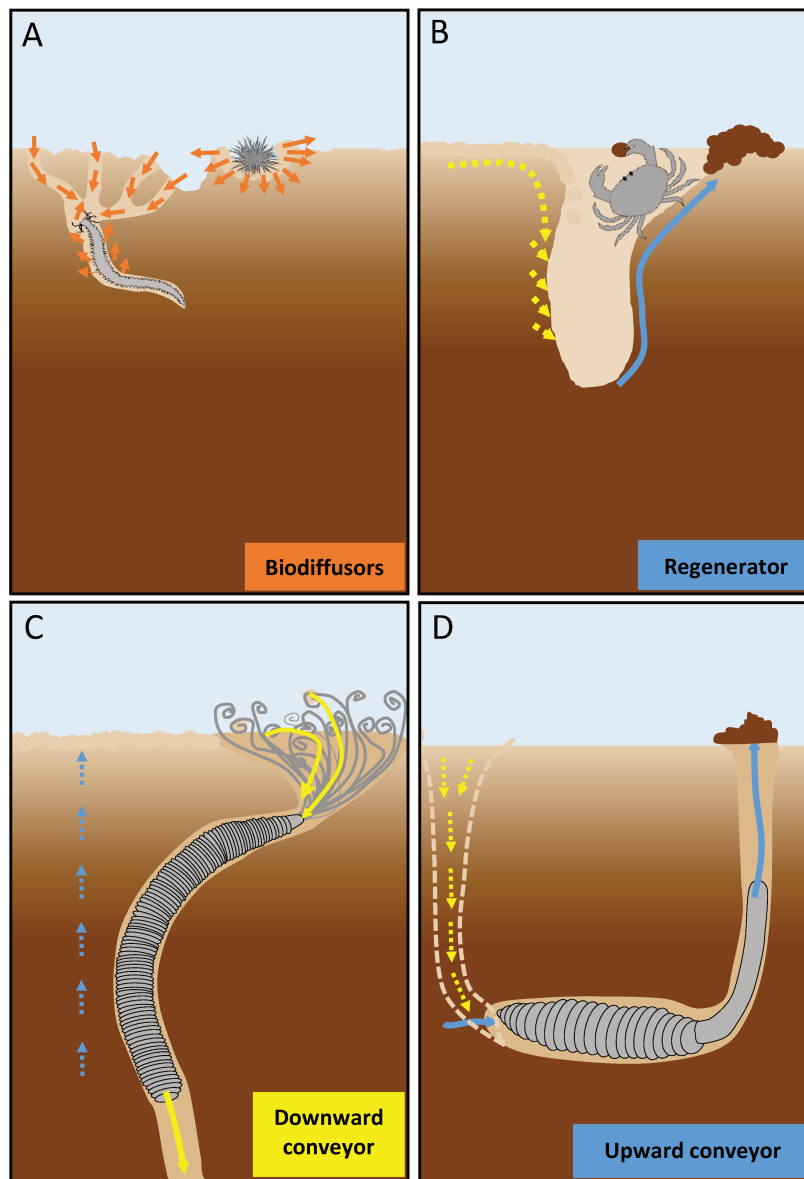 A
Biodiffusors
B
Regenerator
C
Downward
conveyor
D
Upward conveyor